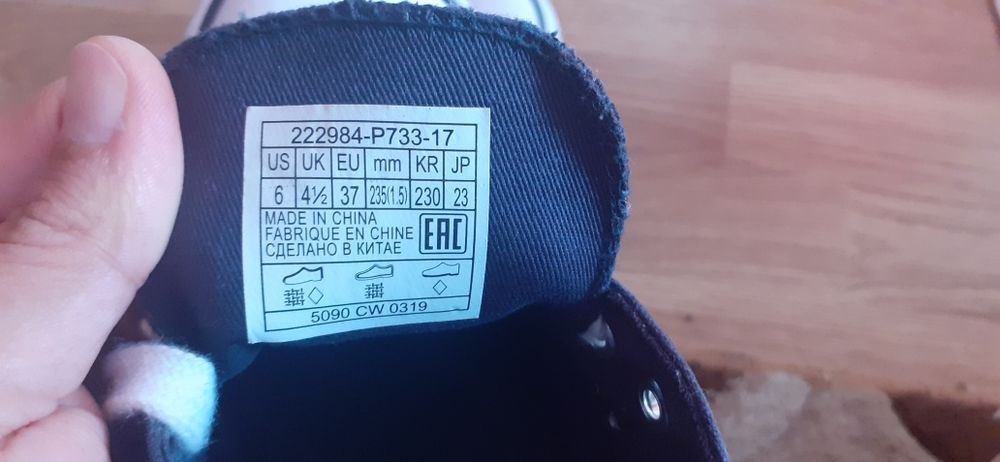 222984-P733-17
US UK EU mm KR JP
6 4½ 37 235(1.5) 230 23
MADE IN CHINA
FABRIQUE EN CHINE
СДЕЛАНО В КИТАЕ
EAC
5090 CW 0319